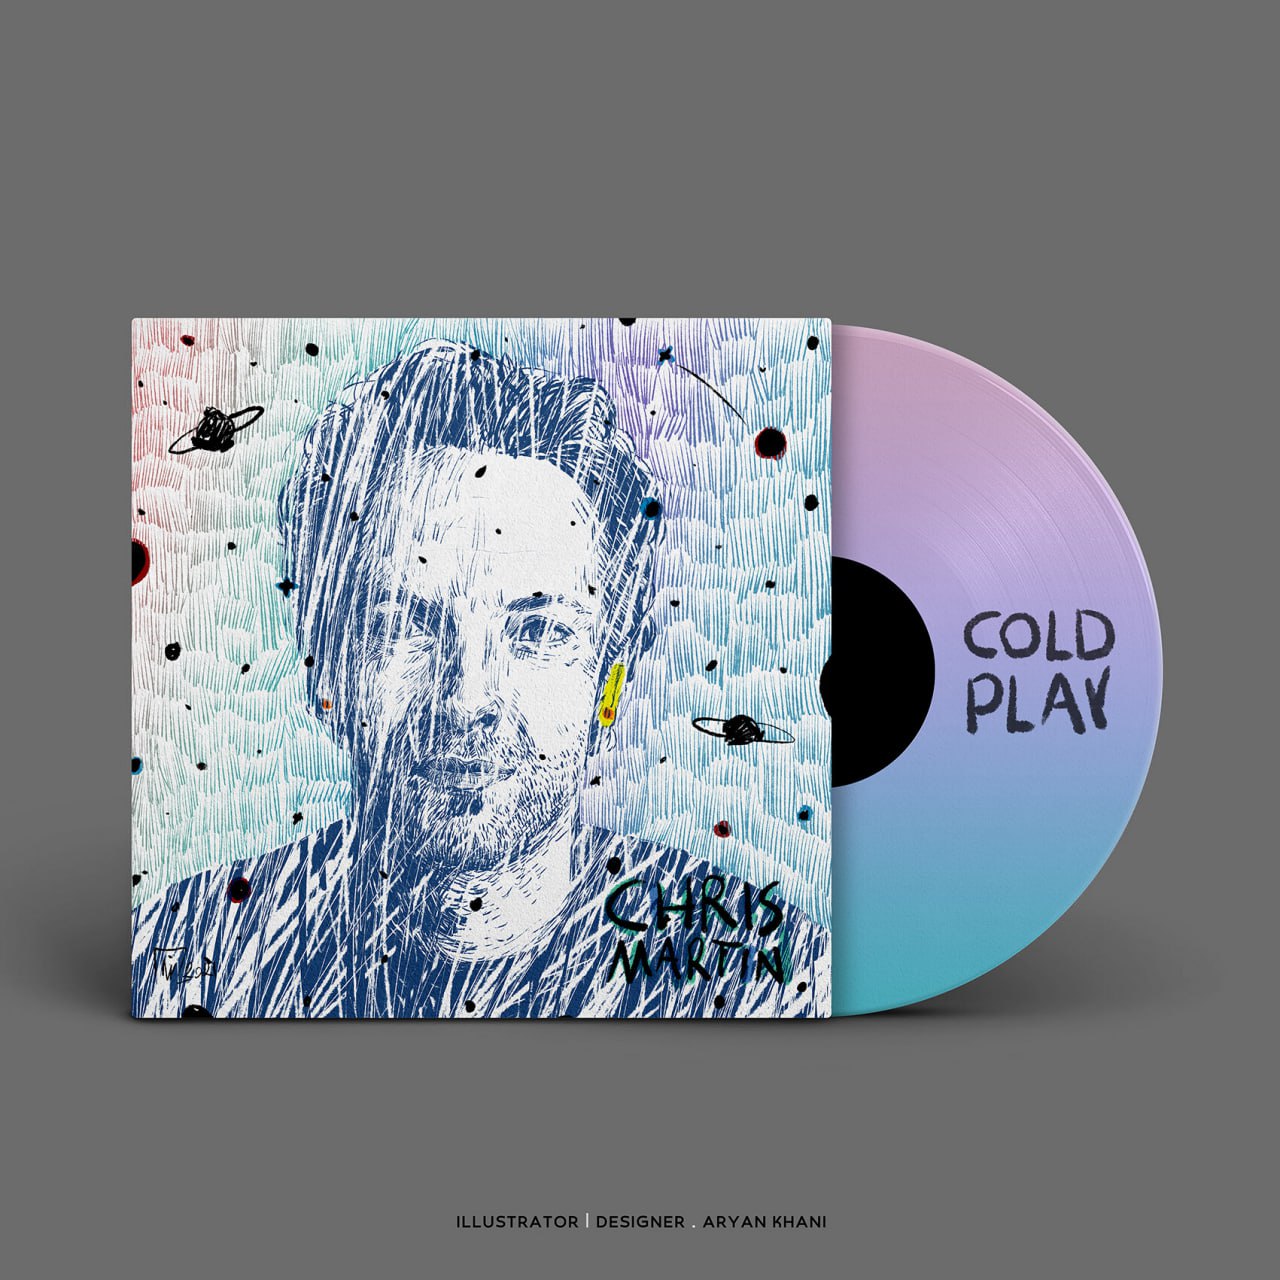 COLD
PLAY
CHRIS
MARTIN
ILLUSTRATOR | DESIGNER . ARYAN KHANI